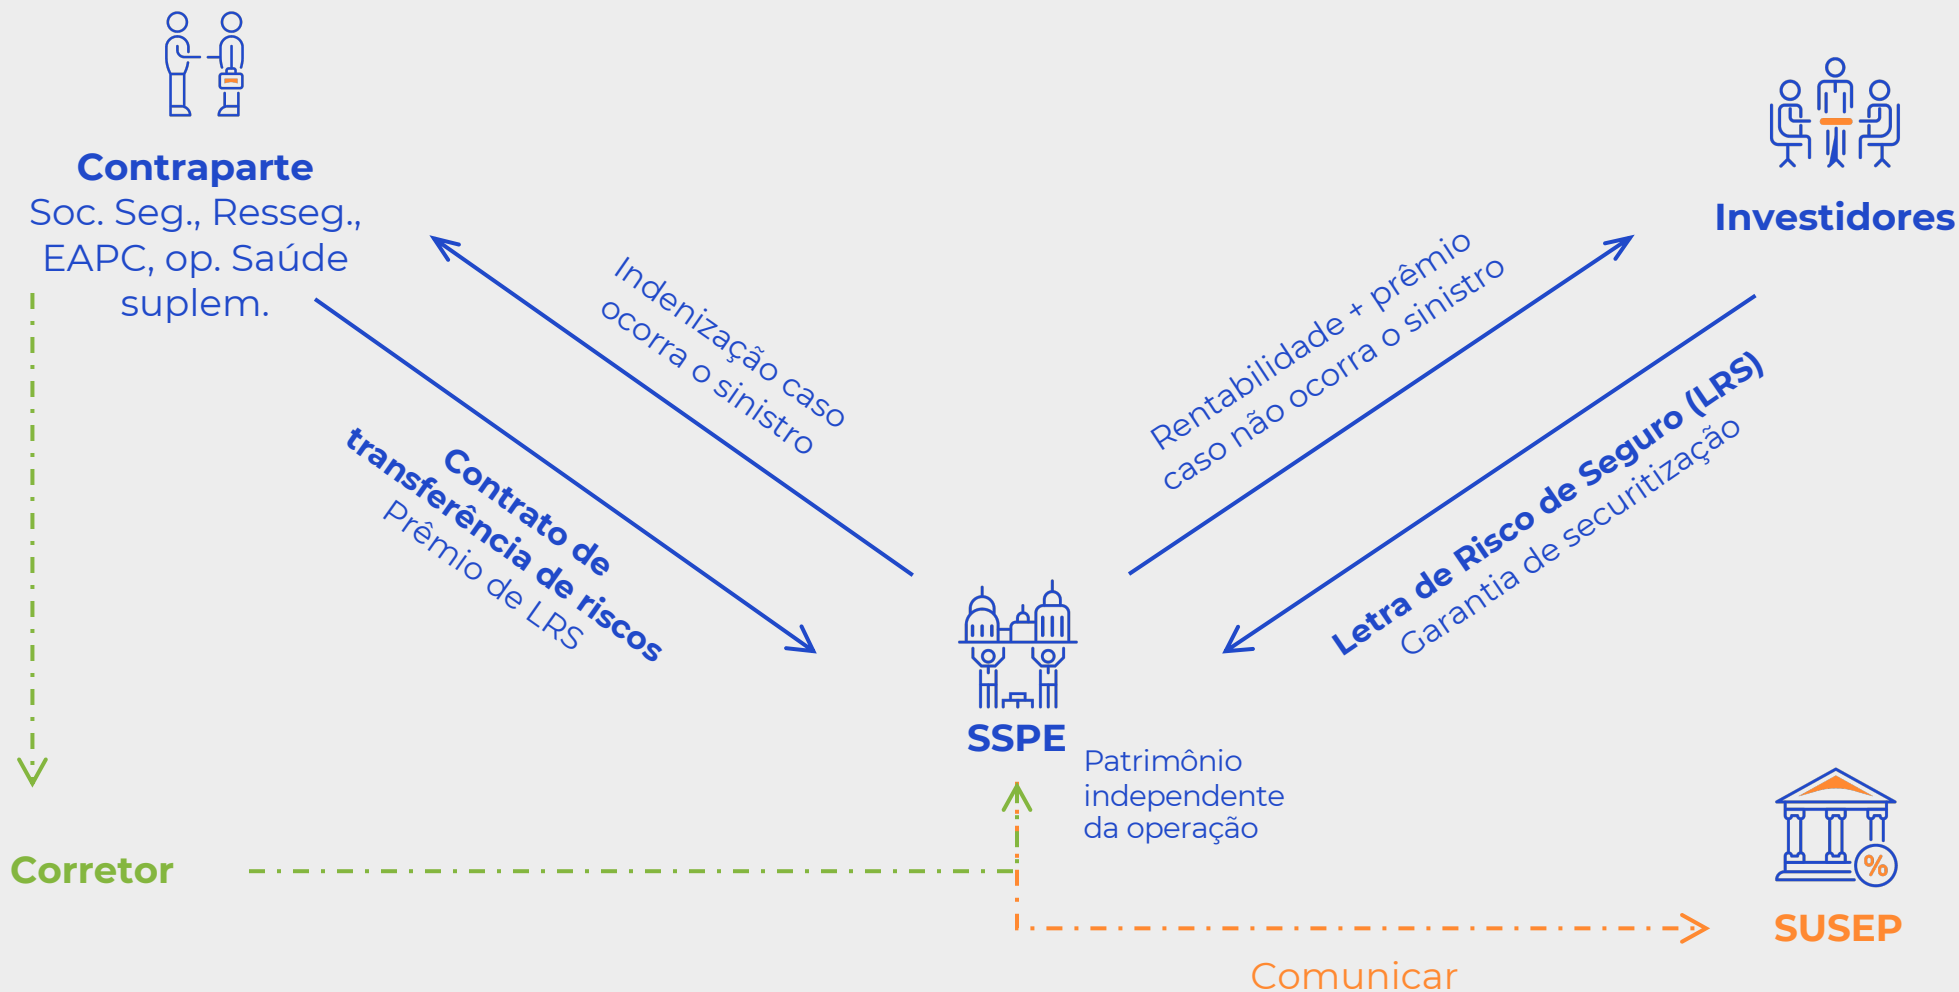 Contraparte
Soc. Seg., Resseg.,
EAPC, op. Saúde
suplem.
Investidores
Indenização caso
ocorra o sinistro
Contrato de
transferência de riscos
Prêmio de LRS
Rentabilidade + prêmio
caso não ocorra o sinistro
Letra de Risco de Seguro (LRS)
Garantia de securitização
SSPE
Patrimônio
independente
da operação
Corretor
%
SUSEP
Comunicar